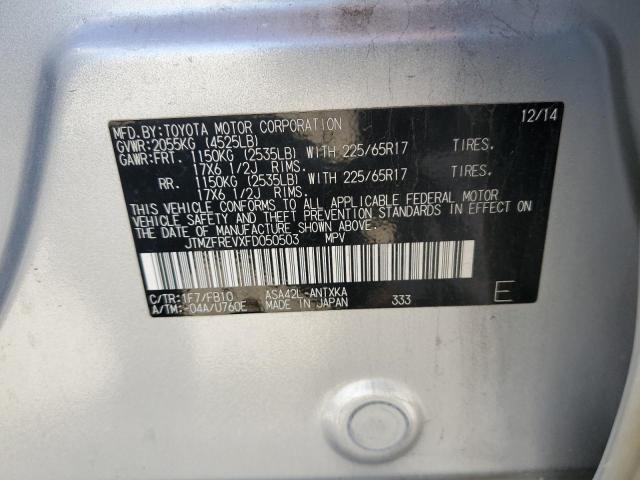 MFD.BY:TOYOTA MOTOR CORPORATION 12/14
GVWR:2055KG (4525LB)
GAWR:FRT. 1150KG (2535LB) WITH 225/65R17 TIRES.
17X6 1/2J RIMS.
RR. 1150KG (2535LB) WITH 225/65R17 TIRES.
17X6 1/2J RIMS.
THIS VEHICLE CONFORMS TO ALL APPLICABLE FEDERAL MOTOR
VEHICLE SAFETY AND THEFT PREVENTION STANDARDS IN EFFECT ON
THE DATE OF MANUFACTURE SHOWN ABOVE.
JTMZFREVXFD050503 MPV
C/TR:1F7/FB10 ASA42L-ANTXKA
A/TM:-04A/U760E MADE IN JAPAN 333 E